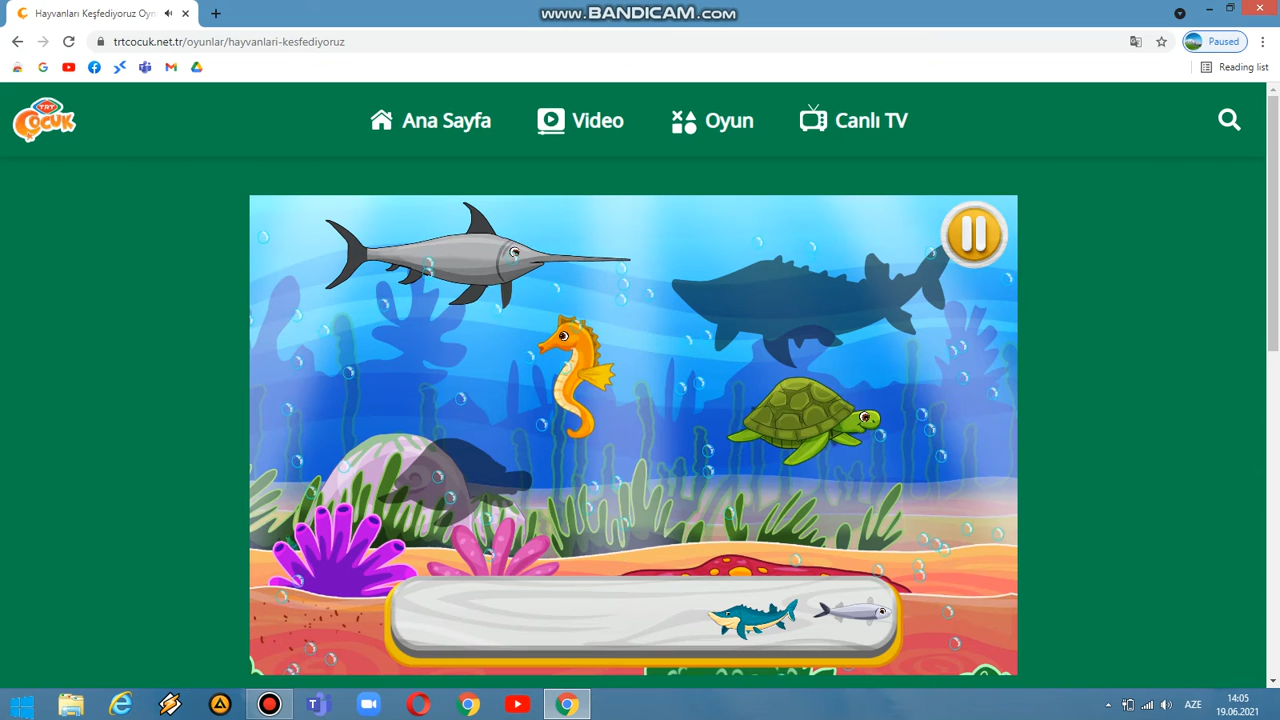 Hayvanları Keşfediyoruz Oyn
www.BANDICAM.com
trtcocuk.net.tr/oyunlar/hayvanlari-kesfediyoruz
Paused
Reading list
TRT
ÇOCUK
Ana Sayfa
Video
Oyun
Canlı TV
AZE
14:05
19.06.2021